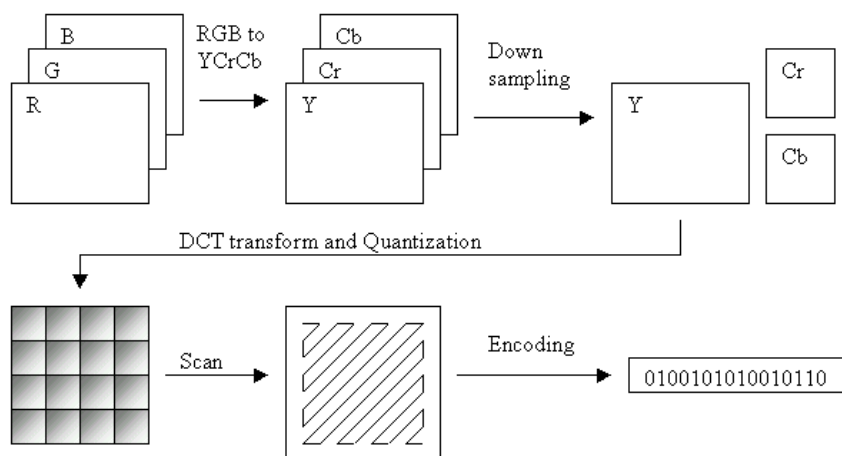 B
G
R
RGB to
YCrCb
Cb
Cr
Y
Down
sampling
Y
Cr
Cb
DCT transform and Quantization
Scan
Encoding
0100101010010110